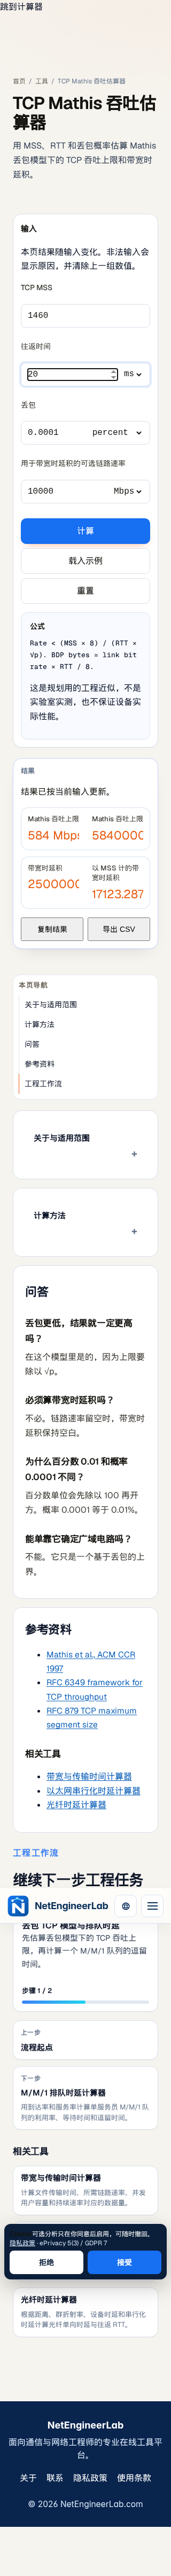 跳到计算器
首页 / 工具 / TCP Mathis 吞吐估算器
TCP Mathis 吞吐估
算器
用 MSS、RTT 和丢包概率估算 Mathis
丢包模型下的 TCP 吞吐上限和带宽时
延积。
输入
本页结果随输入变化。非法输入会
显示原因，并清除上一组数值。
TCP MSS
1460
往返时间
20 ms
丢包
0.0001 percent
用于带宽时延积的可选链路速率
10000 Mbps
计算
载入示例
重置
公式
Rate < (MSS × 8) / (RTT ×
√p). BDP bytes = link bit
rate × RTT / 8.
这是规划用的工程近似，不是
实验室实测，也不保证设备实
际性能。
结果
结果已按当前输入更新。
Mathis 吞吐上限 Mathis 吞吐上限
584 Mbps 5840000
带宽时延积 以 MSS 计的带
宽时延积
2500000 17123.287
复制结果 导出 CSV
本页导航
关于与适用范围
计算方法
问答
参考资料
工程工作流
关于与适用范围
+
计算方法
+
问答
丢包更低，结果就一定更高
吗？
在这个模型里是的，因为上限要
除以 √p。
必须算带宽时延积吗？
不必。链路速率留空时，带宽时
延积保持空白。
为什么百分数 0.01 和概率
0.0001 不同？
百分数单位会先除以 100 再开
方。概率 0.0001 等于 0.01%。
能单靠它确定广域电路吗？
不能。它只是一个基于丢包的上
界。
参考资料
Mathis et al., ACM CCR
1997
RFC 6349 framework for
TCP throughput
RFC 879 TCP maximum
segment size
相关工具
带宽与传输时间计算器
以太网串行化时延计算器
光纤时延计算器
工程工作流
继续下一步工程任务
NetEngineerLab
丢包 TCP 模型与排队时延
先估算丢包模型下的 TCP 吞吐上
限，再计算一个 M/M/1 队列的逗留
时间。
步骤 1 / 2
上一步
流程起点
下一步
M/M/1 排队时延计算器
用到达率和服务率计算单服务员 M/M/1 队
列的利用率、等待时间和逗留时间。
相关工具
带宽与传输时间计算器
计算文件传输时间、所需链路速率、并发
用户容量和持续速率对应的数据量。
可选分析只在你同意后启用，可随时撤回。
隐私政策 · ePrivacy 5(3) / GDPR 7
拒绝 接受
光纤时延计算器
根据距离、群折射率、设备时延和串行化
时延计算光纤单向时延与往返 RTT。
NetEngineerLab
面向通信与网络工程师的专业在线工具平
台。
关于 联系 隐私政策 使用条款
© 2026 NetEngineerLab.com